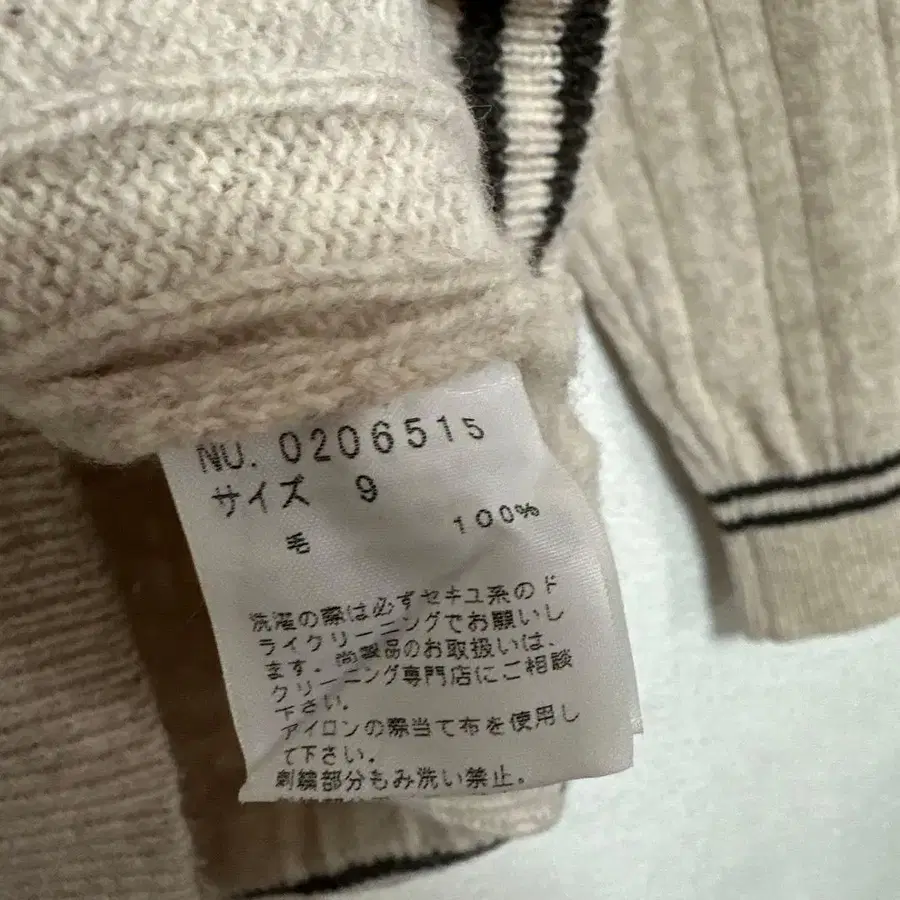 NU. 0206515
サイズ 9
毛 100%
洗濯の際は必ずセキユ系のド
ライクリーニングでお願いし
ます。尚製品のお取扱いは、
クリーニング専門店にご相談
下さい。
アイロンの際当て布を使用し
て下さい。
刺繍部分もみ洗い禁止。